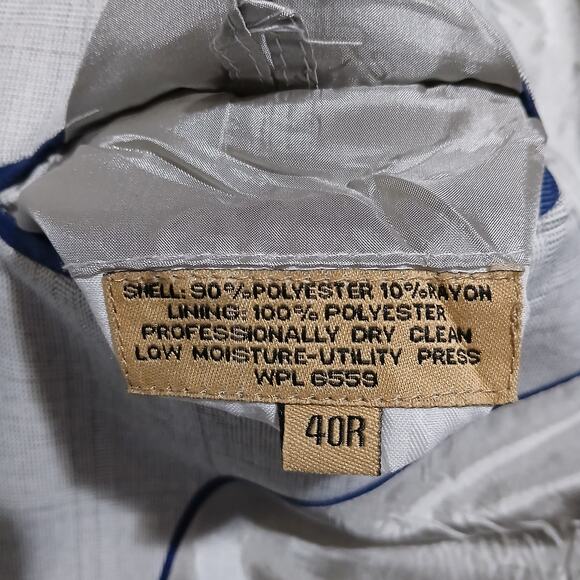 SHELL: 90% POLYESTER 10% RAYON
LINING: 100% POLYESTER
PROFESSIONALLY DRY CLEAN
LOW MOISTURE-UTILITY PRESS
WPL 6559
40R